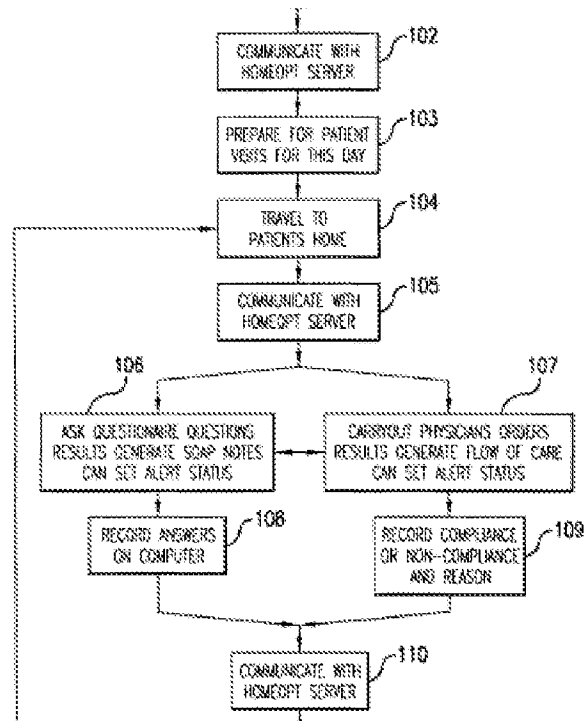 102
COMMUNICATE WITH
HOMEOPT SERVER
103
PREPARE FOR PATIENT
VISITS FOR THIS DAY
104
TRAVEL TO
PATIENTS HOME
105
COMMUNICATE WITH
HOMEOPT SERVER
106
107
ASK QUESTIONAIRE QUESTIONS
RESULTS GENERATE SOAP NOTES
CAN SET ALERT STATUS
CARRYOUT PHYSICIANS ORDERS
RESULTS GENERATE FLOW OF CARE
CAN SET ALERT STATUS
108
RECORD ANSWERS
ON COMPUTER
109
RECORD COMPLIANCE
OR NON-COMPLIANCE
AND REASON
110
COMMUNICATE WITH
HOMEOPT SERVER